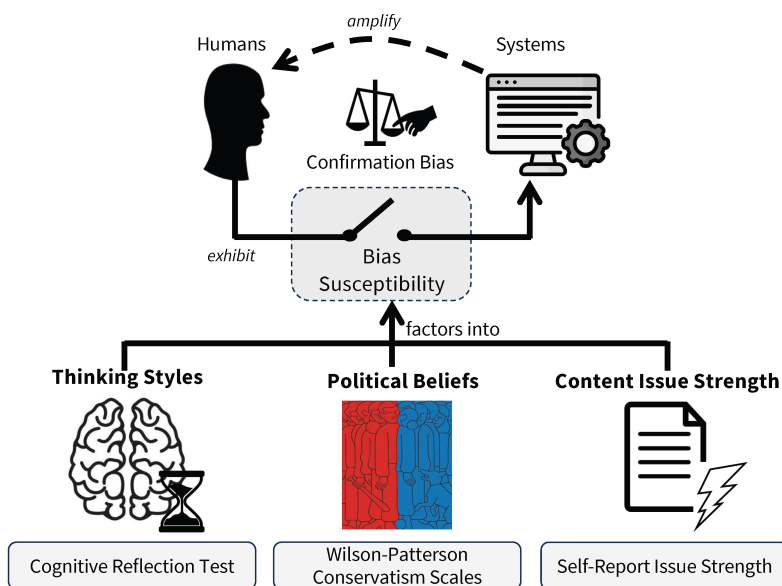 amplify
Humans
Systems
Confirmation Bias
exhibit
Bias
Susceptibility
factors into
Thinking Styles
Political Beliefs
Content Issue Strength
Cognitive Reflection Test
Wilson-Patterson
Conservatism Scales
Self-Report Issue Strength